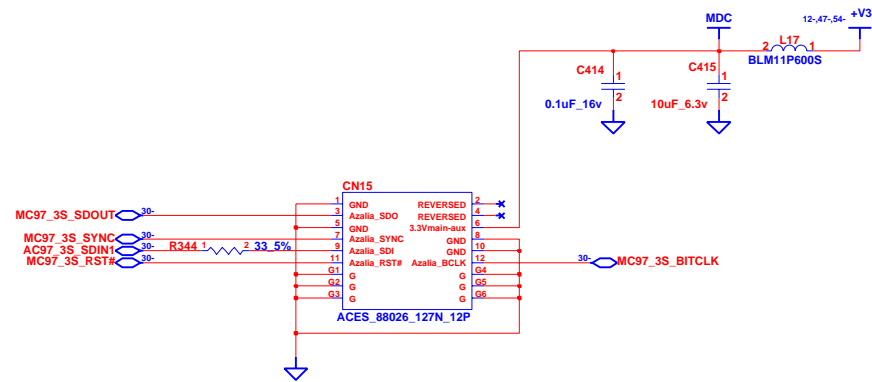 12-,47-,54- +V3
MDC
2 L17 1
BLM11P600S
C414 1
2
0.1uF_16v
C415 1
2
10uF_6.3v
CN15
1 GND REVERSED 2
MC97_3S_SDOUT 30- 3 Azalia_SDO REVERSED 4
5 GND 3.3Vmain-aux 6
MC97_3S_SYNC 30- 7 Azalia_SYNC GND 8
AC97_3S_SDIN1 30- R344 1 2 33_5% 9 Azalia_SDI GND 10
MC97_3S_RST# 30- 11 Azalia_RST# Azalia_BCLK 12 30- MC97_3S_BITCLK
G1 G G G4
G2 G G G5
G3 G G G6
ACES_88026_127N_12P